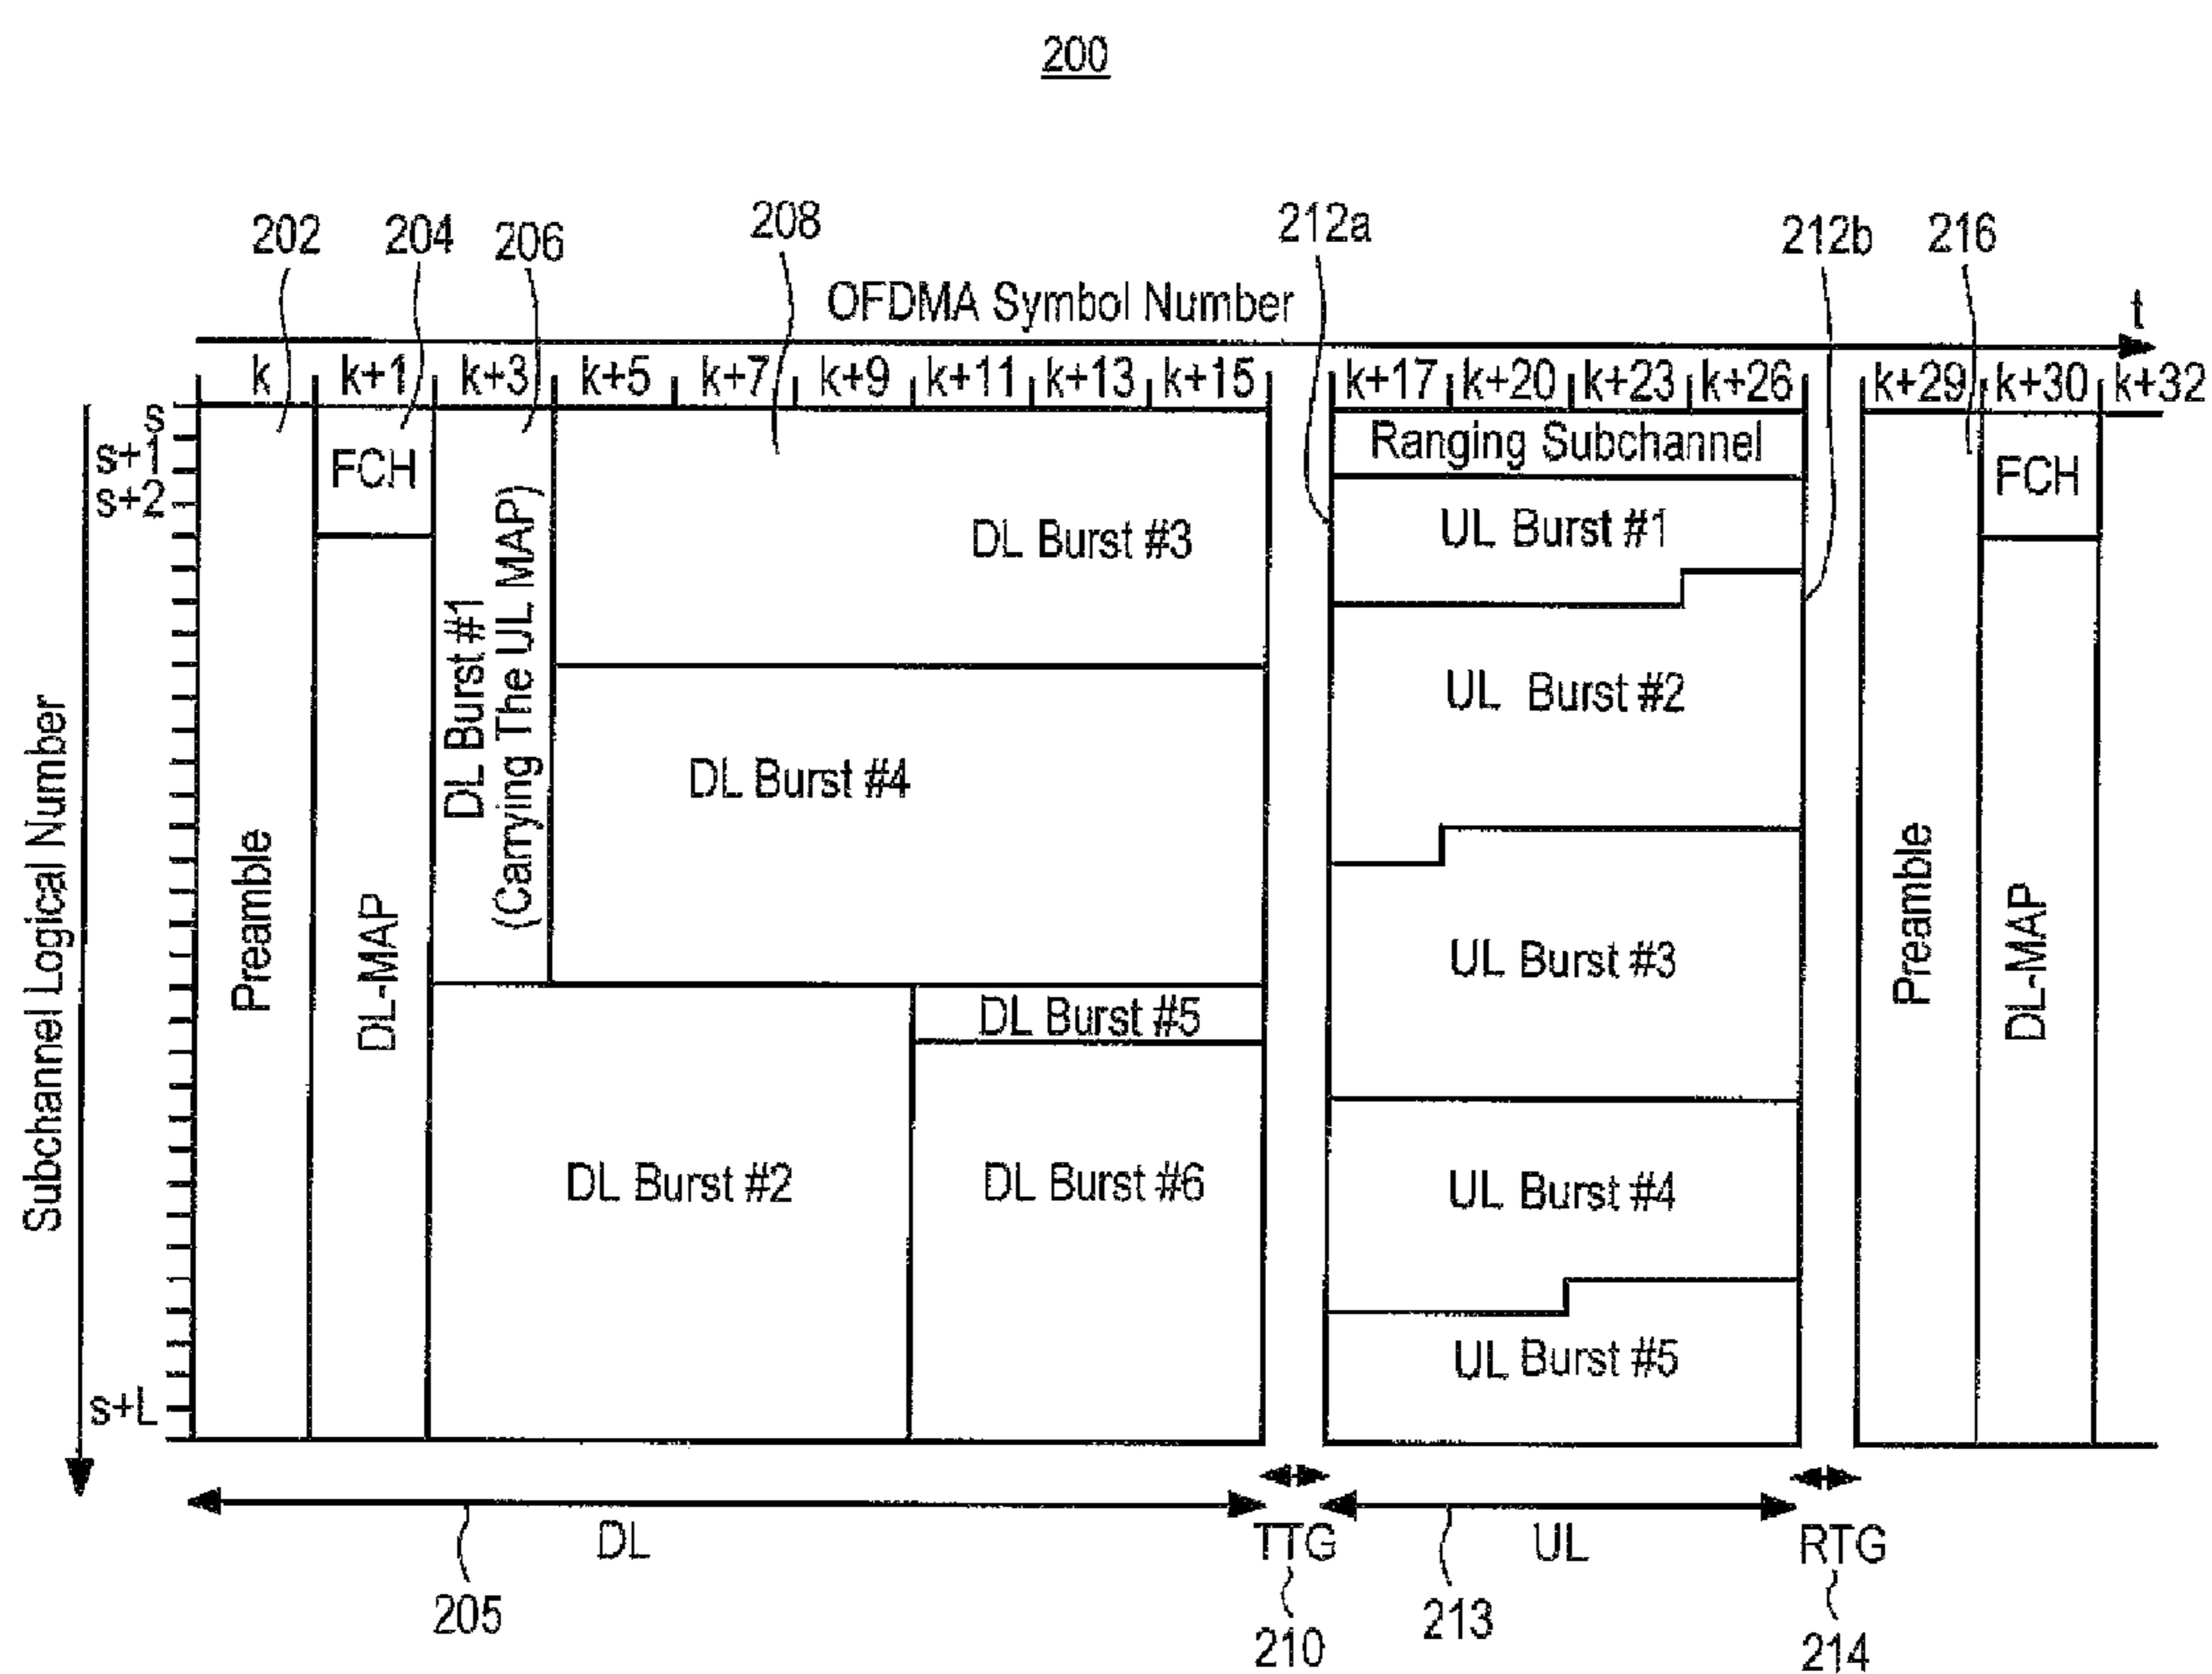 200
202
204
206
208
212a
212b
216
OFDMA Symbol Number
t
k
k+1
k+3
k+5
k+7
k+9
k+11
k+13
k+15
k+17
k+20
k+23
k+26
k+29
k+30
k+32
s
s+1
s+2
s+L
Subchannel Logical Number
Preamble
FCH
DL-MAP
DL Burst #1
(Carrying The UL MAP)
DL Burst #3
DL Burst #4
DL Burst #5
DL Burst #2
DL Burst #6
Ranging Subchannel
UL Burst #1
UL Burst #2
UL Burst #3
UL Burst #4
UL Burst #5
Preamble
FCH
DL-MAP
DL
TTG
UL
RTG
205
210
213
214